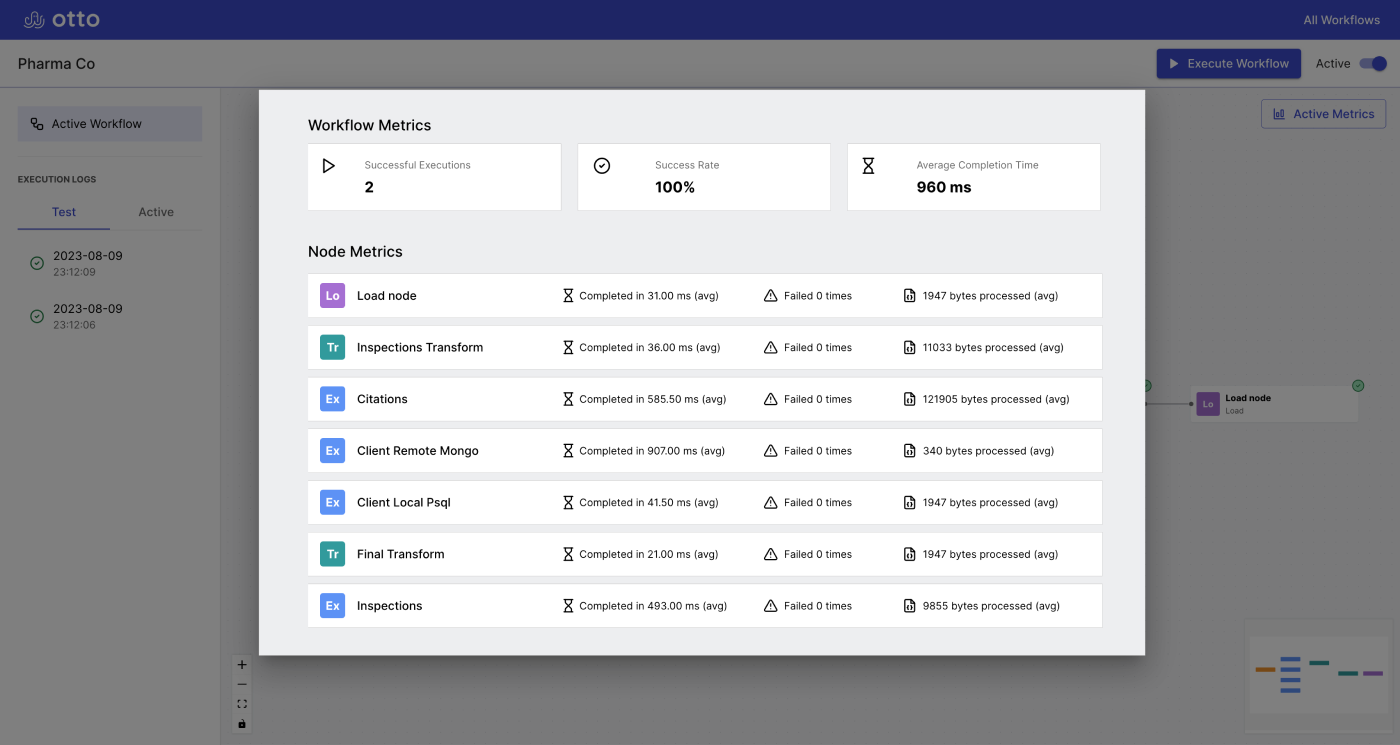 otto
All Workflows
Pharma Co
Execute Workflow
Active
Active Workflow
Active Metrics
EXECUTION LOGS
Test
Active
2023-08-09
23:12:09
2023-08-09
23:12:06
Workflow Metrics
Successful Executions
2
Success Rate
100%
Average Completion Time
960 ms
Node Metrics
Lo Load node Completed in 31.00 ms (avg) Failed 0 times 1947 bytes processed (avg)
Tr Inspections Transform Completed in 36.00 ms (avg) Failed 0 times 11033 bytes processed (avg)
Ex Citations Completed in 585.50 ms (avg) Failed 0 times 121905 bytes processed (avg)
Ex Client Remote Mongo Completed in 907.00 ms (avg) Failed 0 times 340 bytes processed (avg)
Ex Client Local Psql Completed in 41.50 ms (avg) Failed 0 times 1947 bytes processed (avg)
Tr Final Transform Completed in 21.00 ms (avg) Failed 0 times 1947 bytes processed (avg)
Ex Inspections Completed in 493.00 ms (avg) Failed 0 times 9855 bytes processed (avg)
Lo Load node
Load